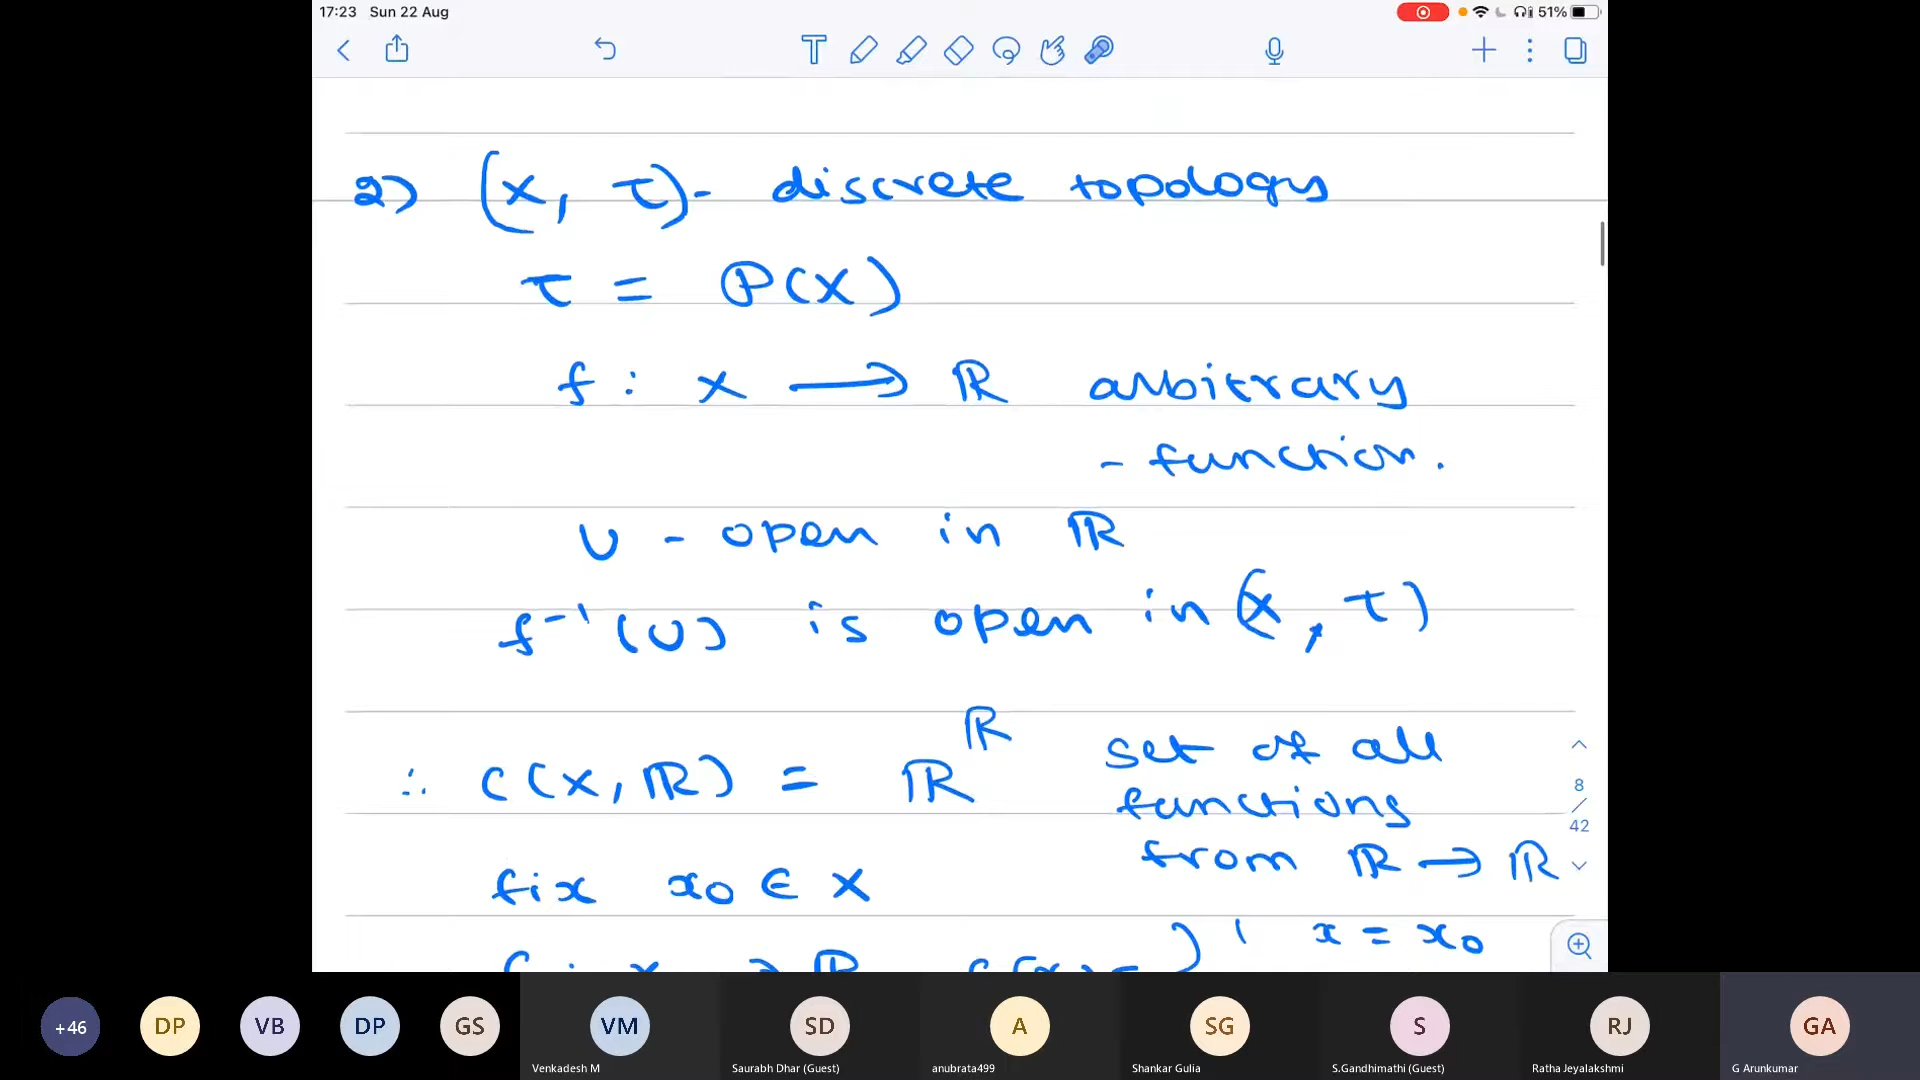 17:23 Sun 22 Aug
51%
2) (X, τ) - discrete topology
τ = P(X)
f : X ⟶ ℝ arbitrary
- function.
U - open in ℝ
f⁻¹(U) is open in (X, τ)
∴ C(X, ℝ) = ℝ^ℝ set of all
functions
from ℝ → ℝ
8
/
42
fix x₀ ∈ X
1 x = x₀
+46
DP
VB
DP
GS
VM
SD
A
SG
S
RJ
GA
Venkadesh M
Saurabh Dhar (Guest)
anubrata499
Shankar Gulia
S.Gandhimathi (Guest)
Ratha Jeyalakshmi
G Arunkumar